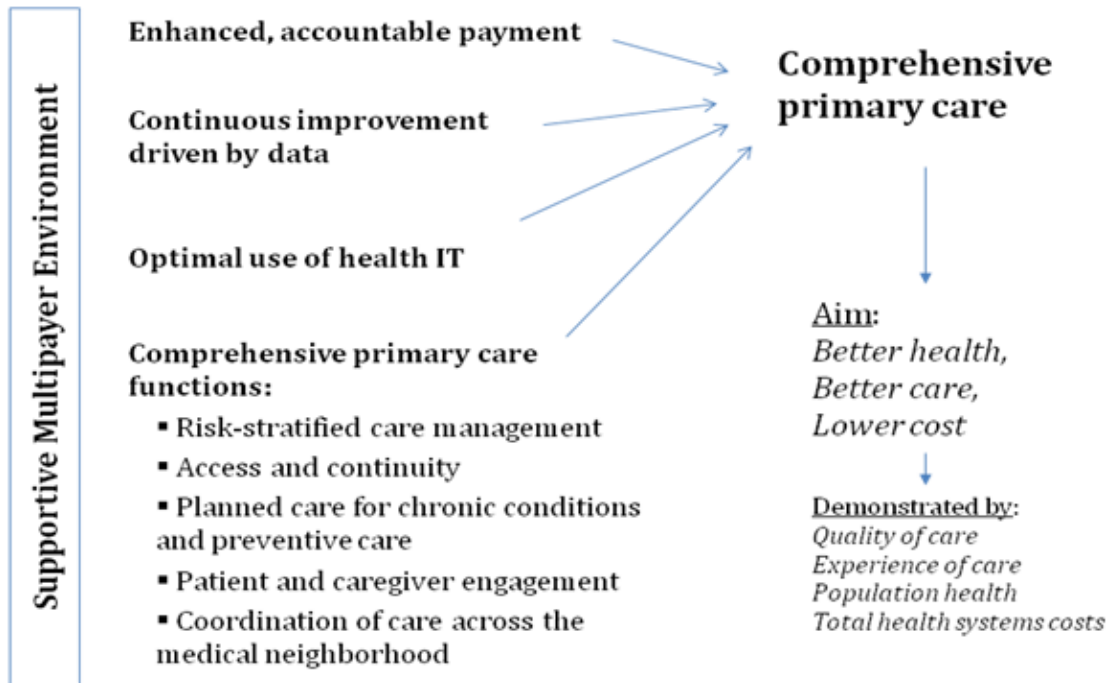 Supportive Multipayer Environment
Enhanced, accountable payment
Continuous improvement
driven by data
Optimal use of health IT
Comprehensive primary care
functions:
▪ Risk-stratified care management
▪ Access and continuity
▪ Planned care for chronic conditions
and preventive care
▪ Patient and caregiver engagement
▪ Coordination of care across the
medical neighborhood
Comprehensive
primary care
Aim:
Better health,
Better care,
Lower cost
Demonstrated by:
Quality of care
Experience of care
Population health
Total health systems costs